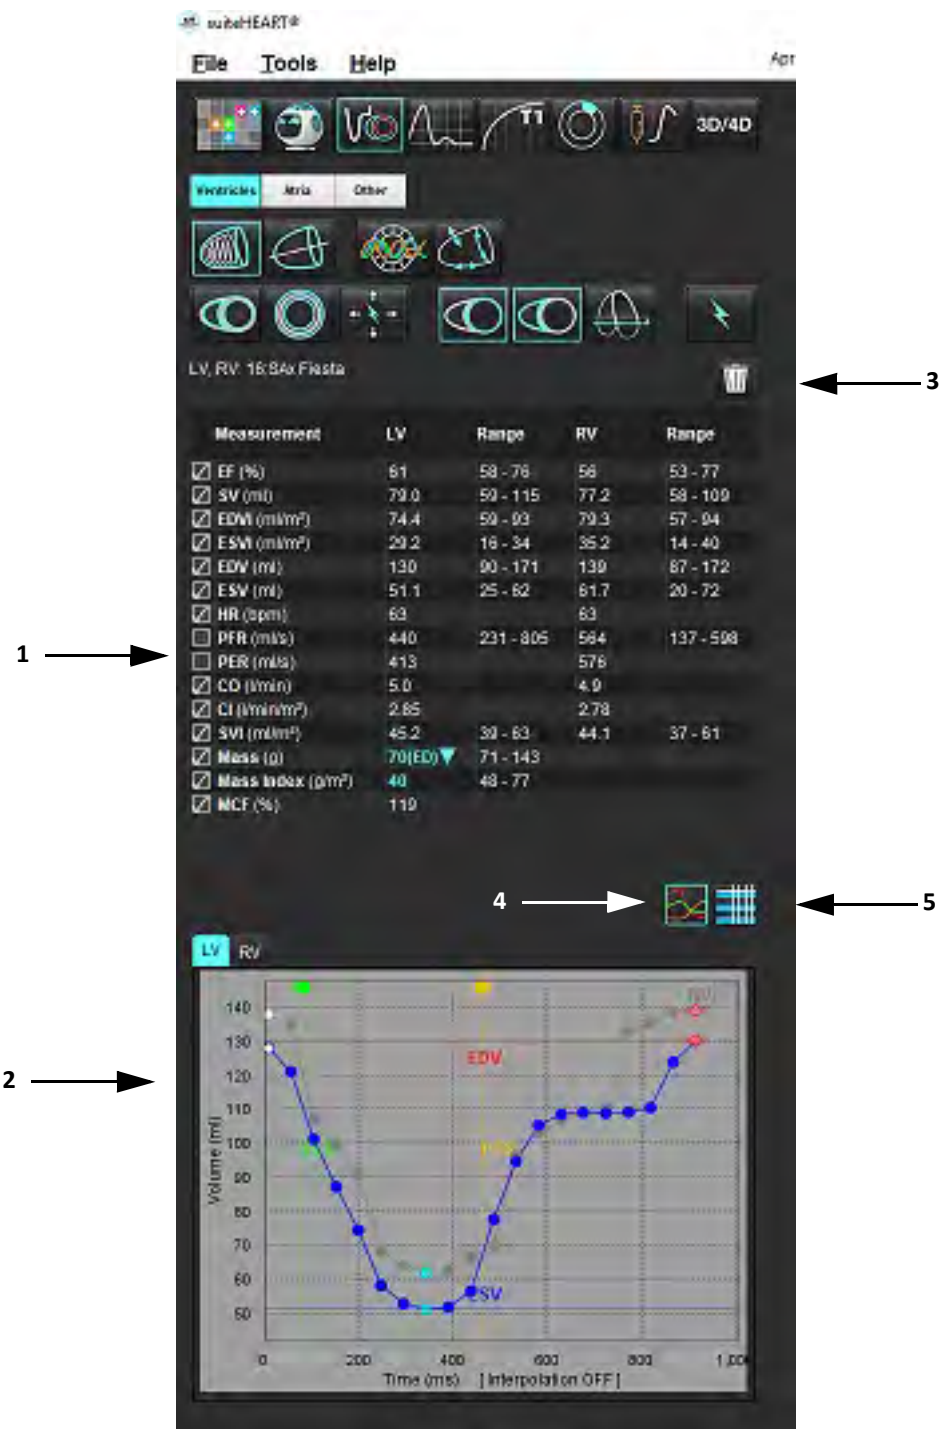 suiteHEART®
File Tools Help
Apr
T1
3D/4D
Ventricles Atria Other
LV, RV: 16:SAx Fiesta
3
Measurement LV Range RV Range
EF (%) 61 58 - 76 56 53 - 77
SV (ml) 79.0 59 - 115 77.2 58 - 109
EDVI (ml/m²) 74.4 59 - 93 79.3 57 - 94
ESVI (ml/m²) 29.2 16 - 34 35.2 14 - 40
EDV (ml) 130 90 - 171 139 87 - 172
ESV (ml) 51.1 25 - 62 61.7 20 - 72
HR (bpm) 63 63
1
PFR (ml/s) 440 231 - 805 564 137 - 598
PER (ml/s) 413 576
CO (l/min) 5.0 4.9
CI (l/min/m²) 2.85 2.78
SVI (ml/m²) 45.2 39 - 63 44.1 37 - 61
Mass (g) 70(ED) 71 - 143
Mass Index (g/m²) 40 48 - 77
MCF (%) 119
4
5
LV RV
2
140
130
EDV
120
110
100
90
80
70
60
50
ESV
Volume (ml)
0 200 400 600 800 1,00
Time (ms) [ Interpolation OFF ]